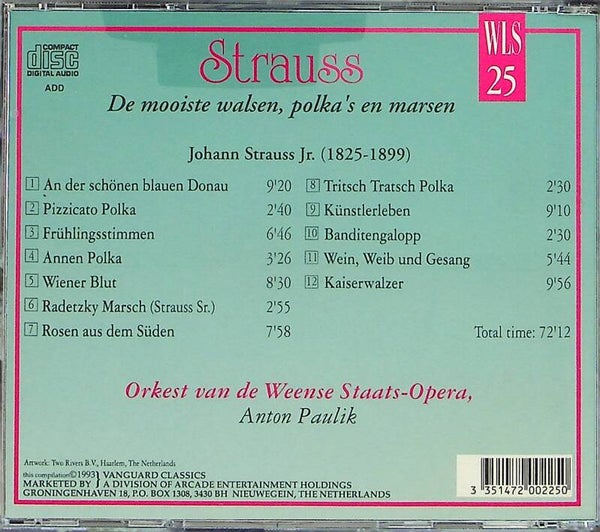 COMPACT
disc
DIGITAL AUDIO
ADD
Strauss
WLS
25
De mooiste walsen, polka's en marsen
Johann Strauss Jr. (1825-1899)
1 An der schönen blauen Donau 9'20
2 Pizzicato Polka 2'40
3 Frühlingsstimmen 6'46
4 Annen Polka 3'26
5 Wiener Blut 8'30
6 Radetzky Marsch (Strauss Sr.) 2'55
7 Rosen aus dem Süden 7'58
8 Tritsch Tratsch Polka 2'30
9 Künstlerleben 9'10
10 Banditengalopp 2'30
11 Wein, Weib und Gesang 5'44
12 Kaiserwalzer 9'56
Total time: 72'12
Orkest van de Weense Staats-Opera,
Anton Paulik
Artwork: Two Rivers B.V., Haarlem, The Netherlands
this compilation ©1993 VANGUARD CLASSICS
MARKETED BY A DIVISION OF ARCADE ENTERTAINMENT HOLDINGS
GRONINGENHAVEN 18, P.O. BOX 1308, 3430 BH NIEUWEGEIN, THE NETHERLANDS
3 351472 002250